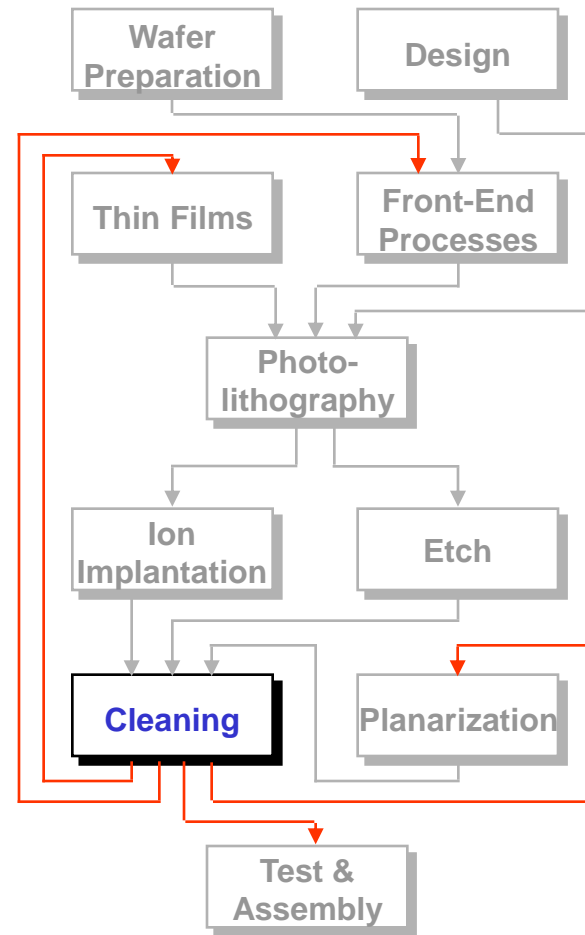 Wafer
Preparation
Design
Thin Films
Front-End
Processes
Photo-
lithography
Ion
Implantation
Etch
Cleaning
Planarization
Test &
Assembly